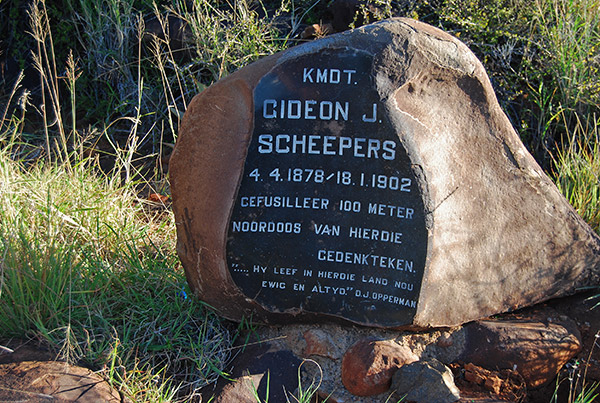 KMDT.
GIDEON J.
SCHEEPERS
4.4.1878/18.1.1902
GEFUSILLEER 100 METER
NOORDOOS VAN HIERDIE
GEDENKTEKEN.
"..... HY LEEF IN HIERDIE LAND NOU
EWIG EN ALTYD." D.J. OPPERMAN